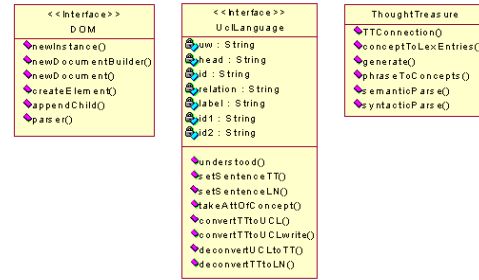 <<Interface>>
DOM
newInstance()
newDocumentBuilder()
newDocument()
createElement()
appendChild()
parser()
<<Interface>>
UclLanguage
uw : String
head : String
id : String
relation : String
label : String
id1 : String
id2 : String
understood()
setSentenceTT()
setSentenceLN()
takeAttOfConcept()
convertTTtoUCL()
convertTTtoUCLwrite()
deconvertUCLtoTT()
deconvertTTtoLN()
ThoughtTreasure
TTConnection()
conceptToLexEntries()
generate()
phraseToConcepts()
semanticParse()
syntacticParse()